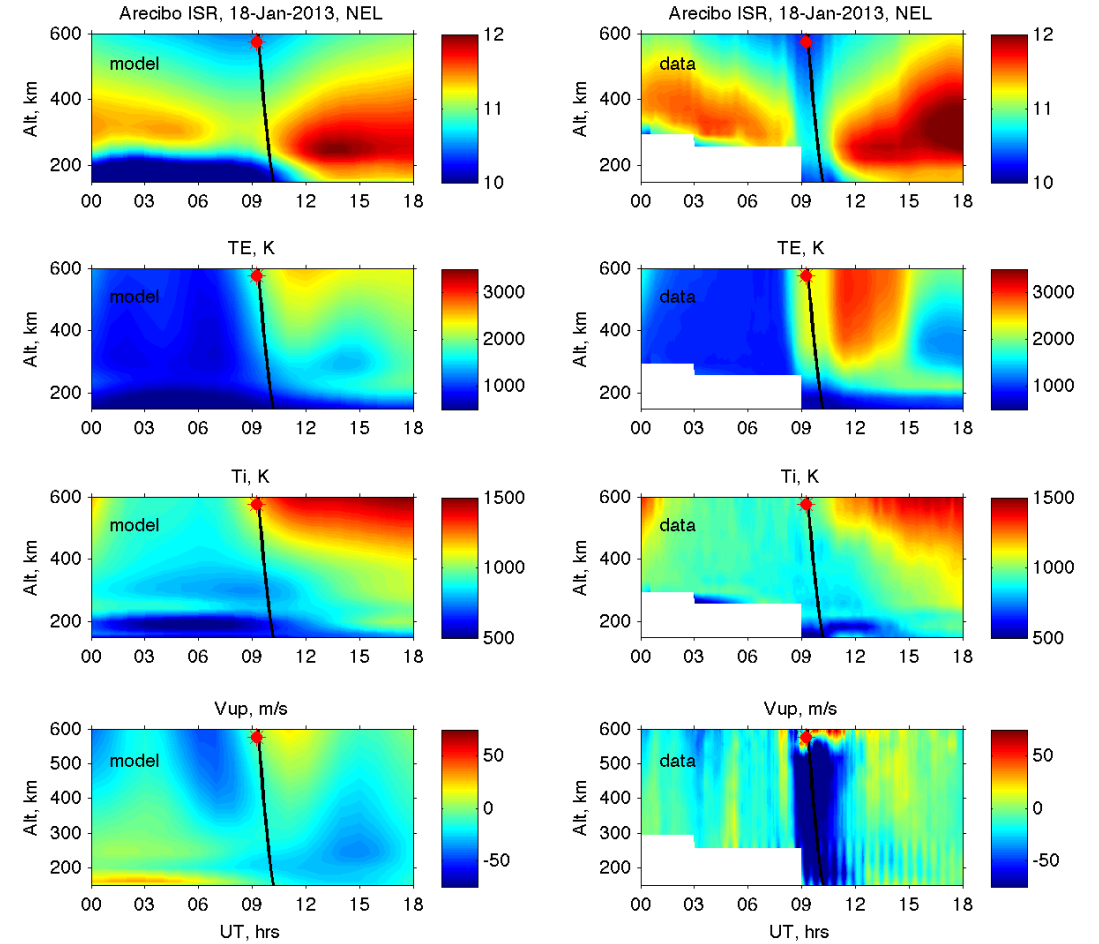 Arecibo ISR, 18-Jan-2013, NEL
Arecibo ISR, 18-Jan-2013, NEL
600
400
200
Alt, km
model
00 03 06 09 12 15 18
12
11
10
600
400
200
Alt, km
data
00 03 06 09 12 15 18
12
11
10
TE, K
TE, K
600
400
200
Alt, km
model
00 03 06 09 12 15 18
3000
2000
1000
600
400
200
Alt, km
data
00 03 06 09 12 15 18
3000
2000
1000
Ti, K
Ti, K
600
400
200
Alt, km
model
00 03 06 09 12 15 18
1500
1000
500
600
400
200
Alt, km
data
00 03 06 09 12 15 18
1500
1000
500
Vup, m/s
Vup, m/s
600
500
400
300
200
Alt, km
model
00 03 06 09 12 15 18
UT, hrs
50
0
-50
600
500
400
300
200
Alt, km
data
00 03 06 09 12 15 18
UT, hrs
50
0
-50